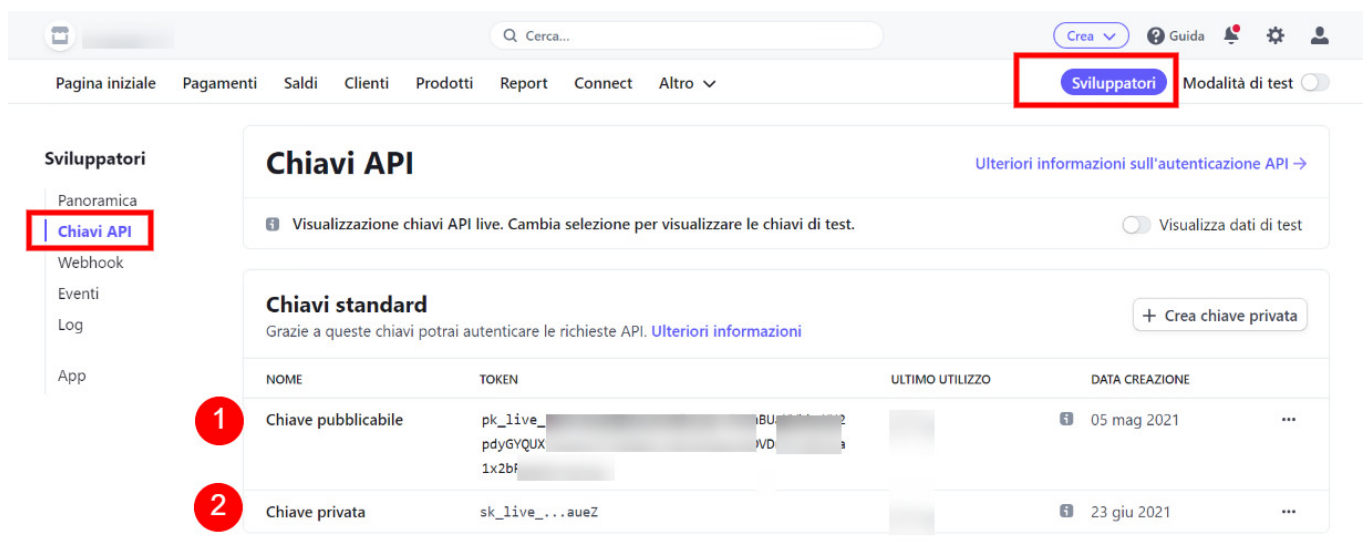 Cerca...
Crea
Guida
Pagina iniziale Pagamenti Saldi Clienti Prodotti Report Connect Altro
Sviluppatori Modalità di test
Sviluppatori
Panoramica
Chiavi API
Webhook
Eventi
Log
App
Chiavi API
Ulteriori informazioni sull'autenticazione API →
Visualizzazione chiavi API live. Cambia selezione per visualizzare le chiavi di test.
Visualizza dati di test
Chiavi standard
Grazie a queste chiavi potrai autenticare le richieste API. Ulteriori informazioni
+ Crea chiave privata
NOME TOKEN ULTIMO UTILIZZO DATA CREAZIONE
1 Chiave pubblicabile pk_live_ 05 mag 2021 ...
pdyGYQUX
2 Chiave privata sk_live_...aueZ 23 giu 2021 ...